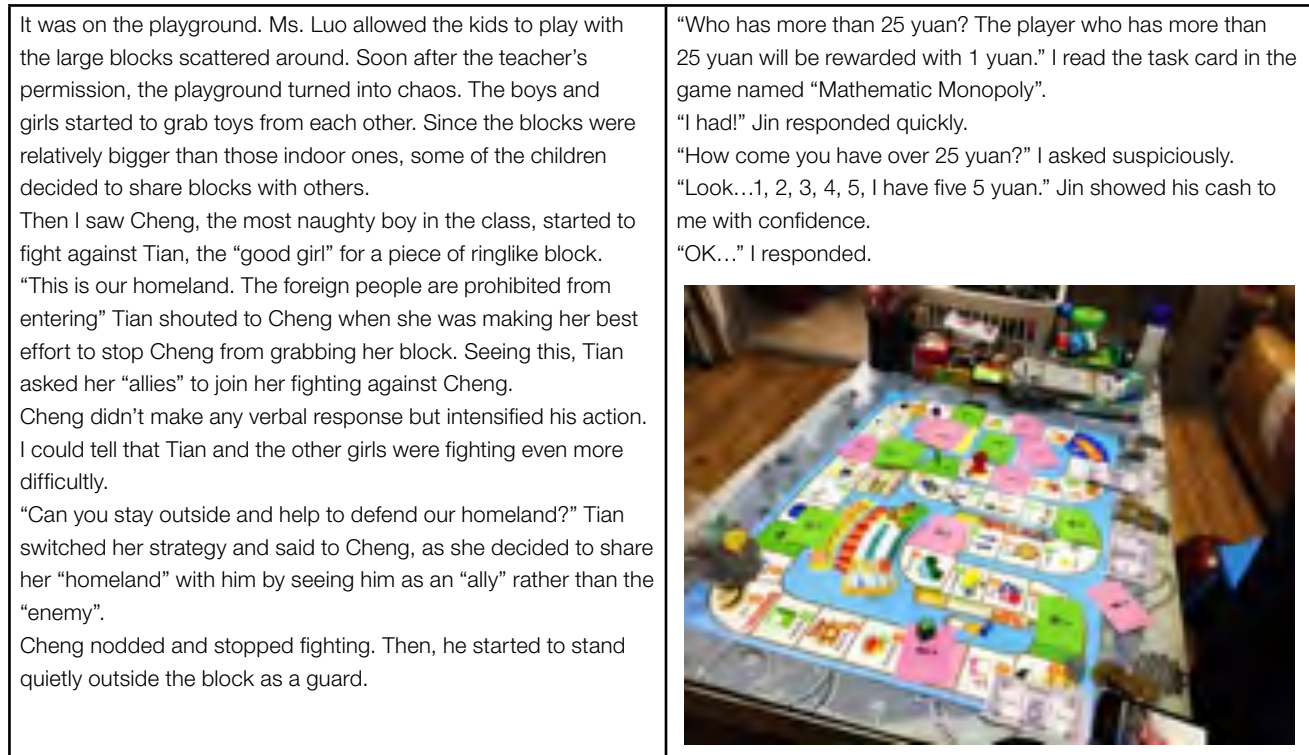 It was on the playground. Ms. Luo allowed the kids to play with
the large blocks scattered around. Soon after the teacher's
permission, the playground turned into chaos. The boys and
girls started to grab toys from each other. Since the blocks were
relatively bigger than those indoor ones, some of the children
decided to share blocks with others.
Then I saw Cheng, the most naughty boy in the class, started to
fight against Tian, the “good girl” for a piece of ringlike block.
“This is our homeland. The foreign people are prohibited from
entering” Tian shouted to Cheng when she was making her best
effort to stop Cheng from grabbing her block. Seeing this, Tian
asked her “allies” to join her fighting against Cheng.
Cheng didn’t make any verbal response but intensified his action.
I could tell that Tian and the other girls were fighting even more
difficultly.
“Can you stay outside and help to defend our homeland?” Tian
switched her strategy and said to Cheng, as she decided to share
her “homeland” with him by seeing him as an “ally” rather than the
“enemy”.
Cheng nodded and stopped fighting. Then, he started to stand
quietly outside the block as a guard.
“Who has more than 25 yuan? The player who has more than
25 yuan will be rewarded with 1 yuan.” I read the task card in the
game named “Mathematic Monopoly”.
“I had!” Jin responded quickly.
“How come you have over 25 yuan?” I asked suspiciously.
“Look…1, 2, 3, 4, 5, I have five 5 yuan.” Jin showed his cash to
me with confidence.
“OK…” I responded.